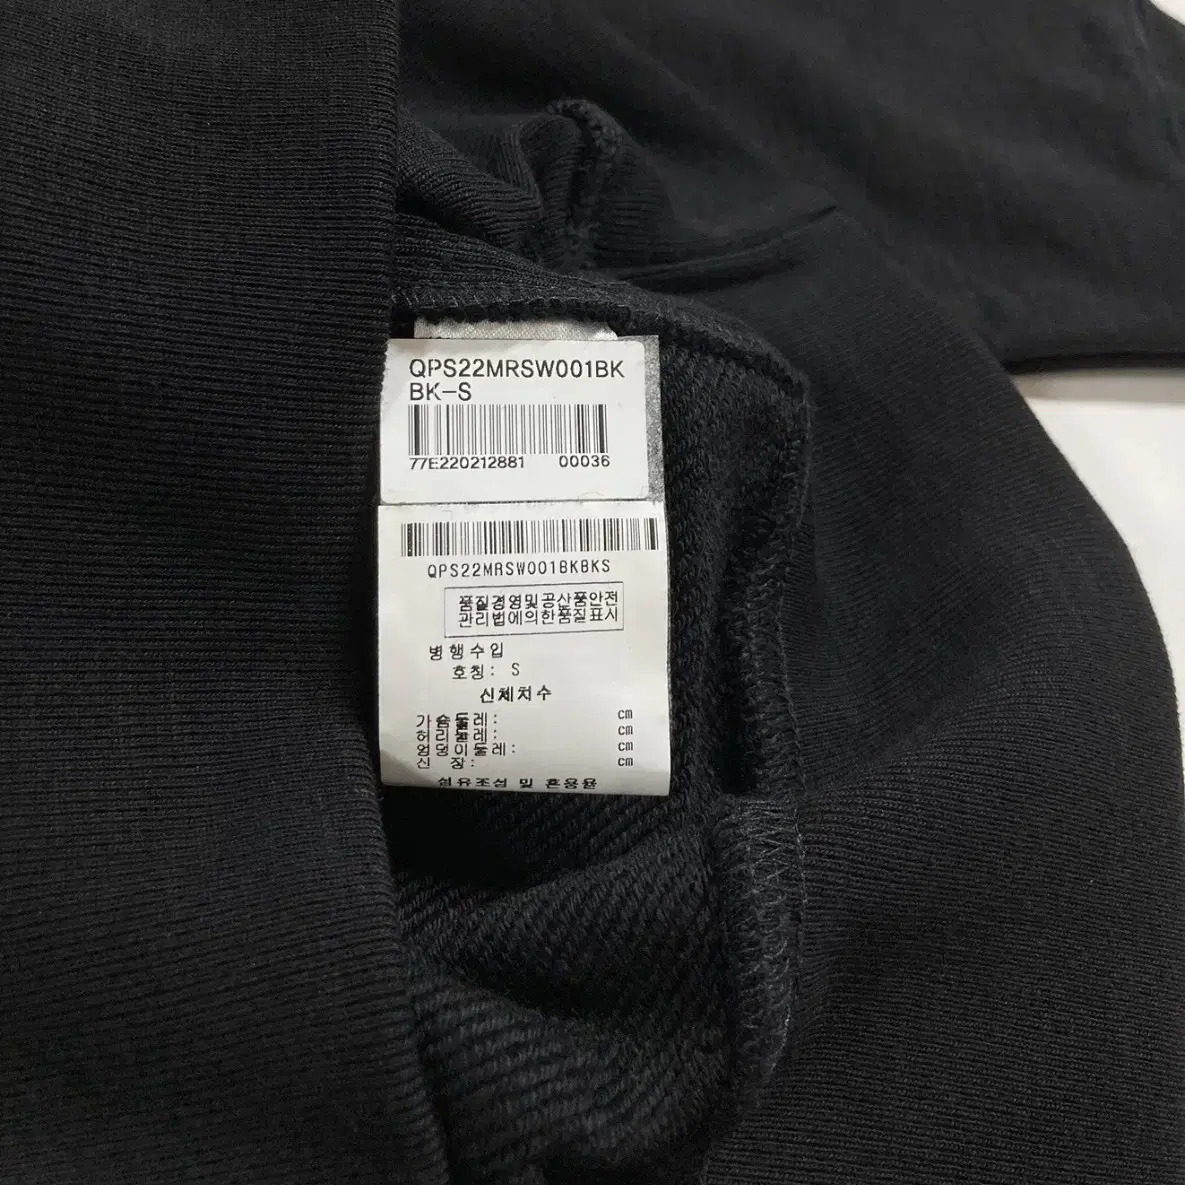 QPS22MRSW001BK
BK-S
77E220212881 00036
QPS22MRSW001BKBKS
품질경영및공산품안전
관리법에의한품질표시
병행수입
호칭: S
신체치수
가슴둘레: cm
허리둘레: cm
엉덩이둘레: cm
신 장: cm
섬유조성 및 혼용율